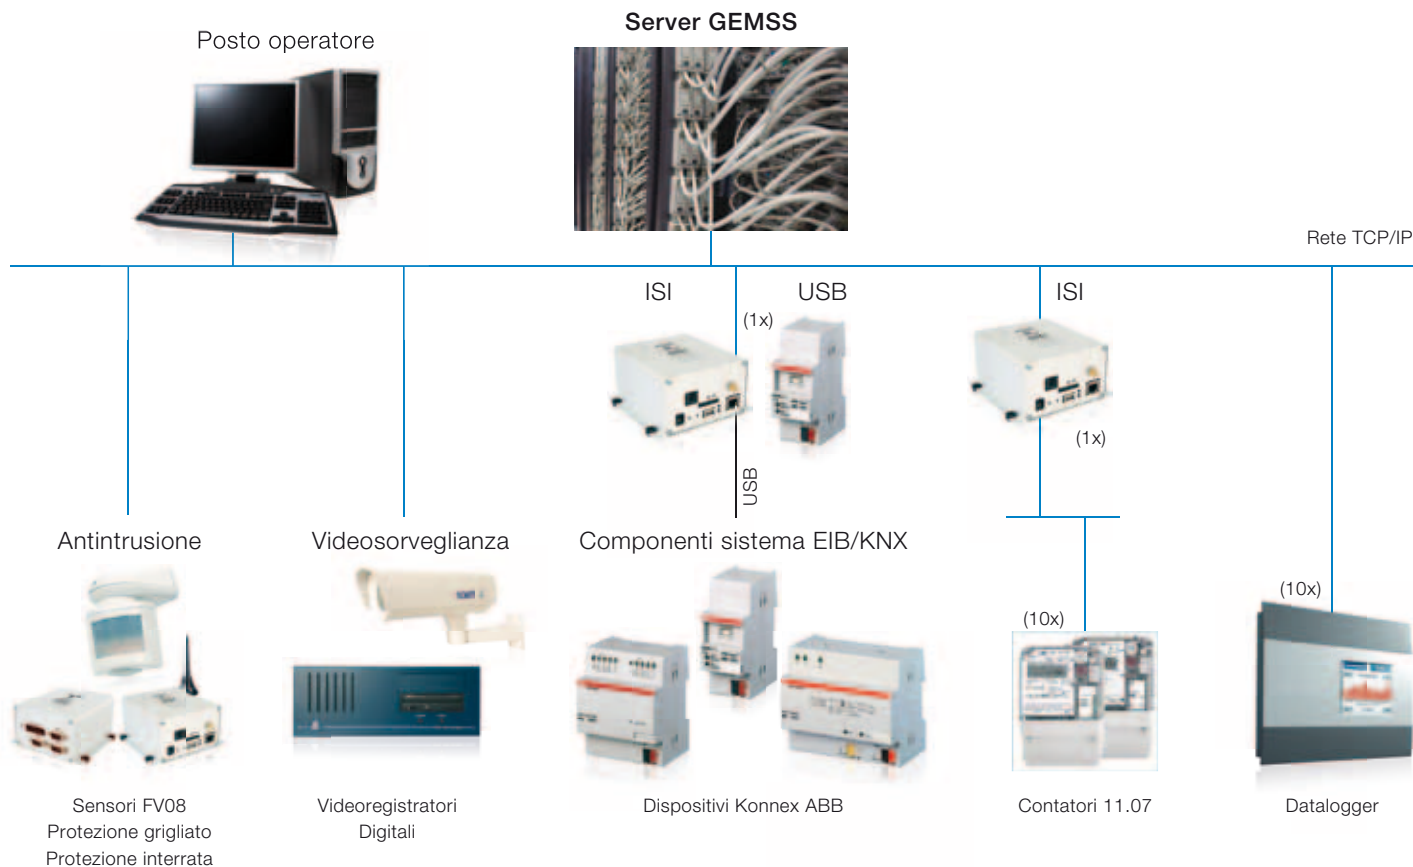 Server GEMSS
Posto operatore
Rete TCP/IP
ISI
USB
ISI
(1x)
(1x)
USB
Antintrusione
Videosorveglianza
Componenti sistema EIB/KNX
(10x)
(10x)
Sensori FV08
Protezione grigliato
Protezione interrata
Videoregistratori
Digitali
Dispositivi Konnex ABB
Contatori 11.07
Datalogger